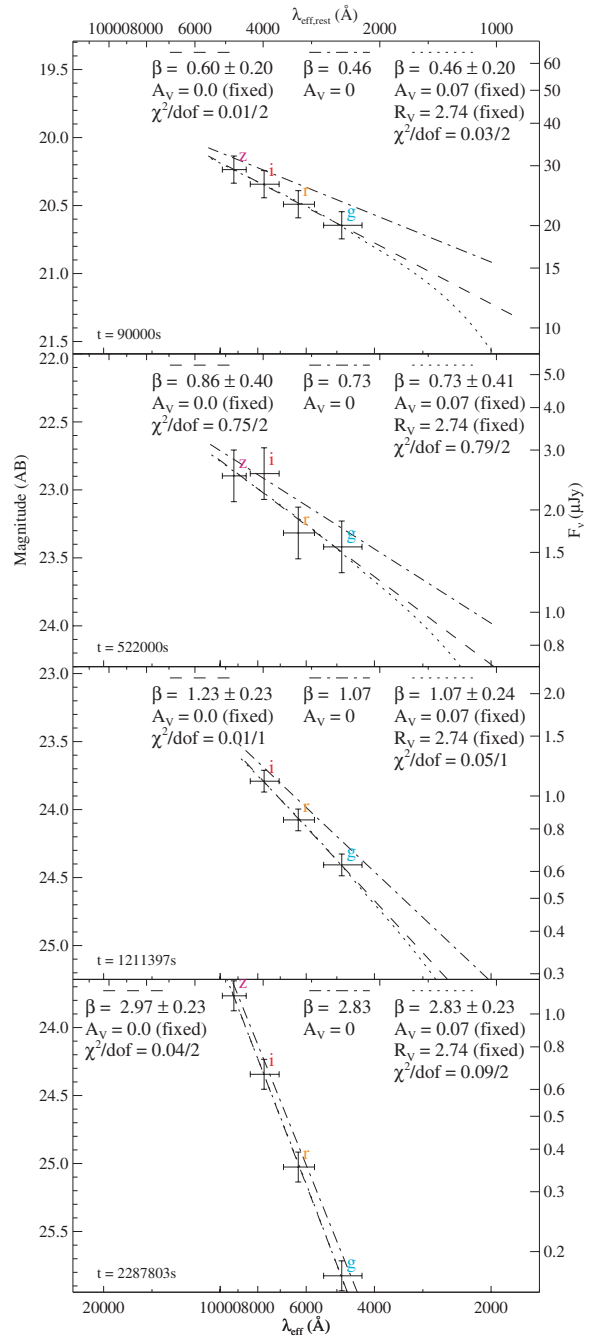 λeff,rest (Å)
100008000 6000 4000 2000 1000
β = 0.60 ± 0.20 β = 0.46 β = 0.46 ± 0.20
AV = 0.0 (fixed) AV = 0 AV = 0.07 (fixed)
χ²/dof = 0.01/2 RV = 2.74 (fixed)
χ²/dof = 0.03/2
19.5 60
50
40
20.0 30
z i r g
20.5 20
21.0 15
21.5 10
t = 90000s
22.0 5.0
β = 0.86 ± 0.40 β = 0.73 β = 0.73 ± 0.41
AV = 0.0 (fixed) AV = 0 AV = 0.07 (fixed)
χ²/dof = 0.75/2 RV = 2.74 (fixed)
χ²/dof = 0.79/2
22.5 4.0
3.0
z i r g
23.0 2.0
23.5 1.5
24.0 1.0
0.8
t = 522000s
Magnitude (AB)
Fν (μJy)
23.0 2.0
β = 1.23 ± 0.23 β = 1.07 β = 1.07 ± 0.24
AV = 0.0 (fixed) AV = 0 AV = 0.07 (fixed)
χ²/dof = 0.01/1 RV = 2.74 (fixed)
χ²/dof = 0.05/1
23.5 1.5
i r g
24.0 1.0
0.8
24.5 0.6
0.5
0.4
25.0 0.3
t = 1211397s
z
β = 2.97 ± 0.23 β = 2.83 β = 2.83 ± 0.23
AV = 0.0 (fixed) AV = 0 AV = 0.07 (fixed)
χ²/dof = 0.04/2 RV = 2.74 (fixed)
χ²/dof = 0.09/2
24.0 1.0
i
24.5 0.7
0.6
0.5
r
25.0 0.4
0.3
25.5 0.2
g
t = 2287803s
20000 100008000 6000 4000 2000
λeff (Å)